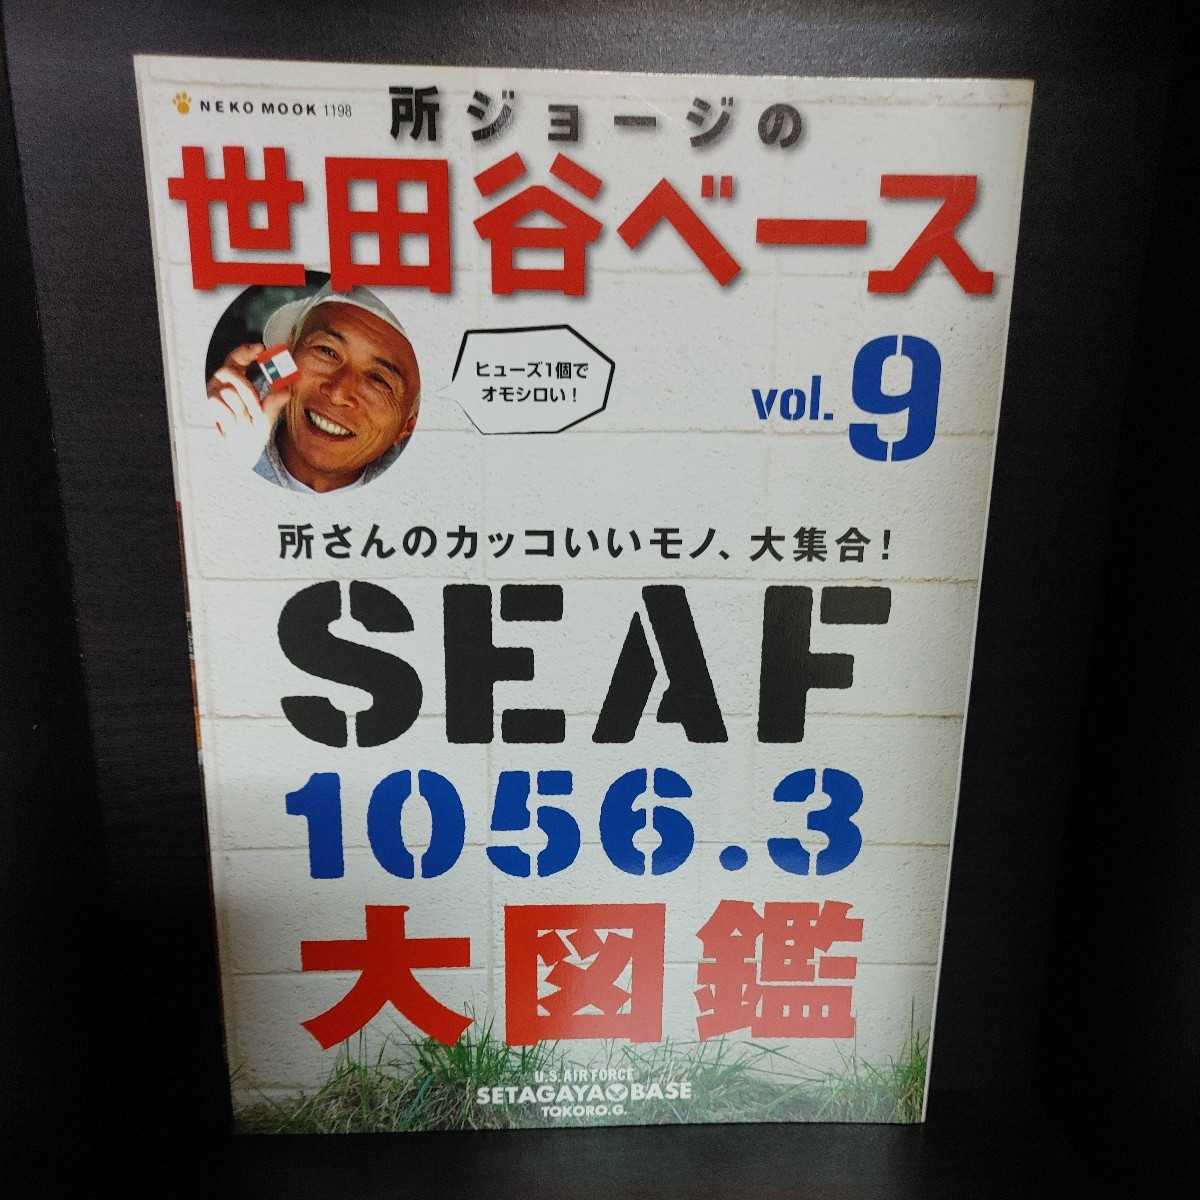 NEKO MOOK 1198
所ジョージの
世田谷ベース
ヒューズ1個で
オモシロい!
vol.9
所さんのカッコいいモノ、大集合!
SEAF
1056.3
大図鑑
U.S. AIR FORCE
SETAGAYA BASE
TOKORO.G.